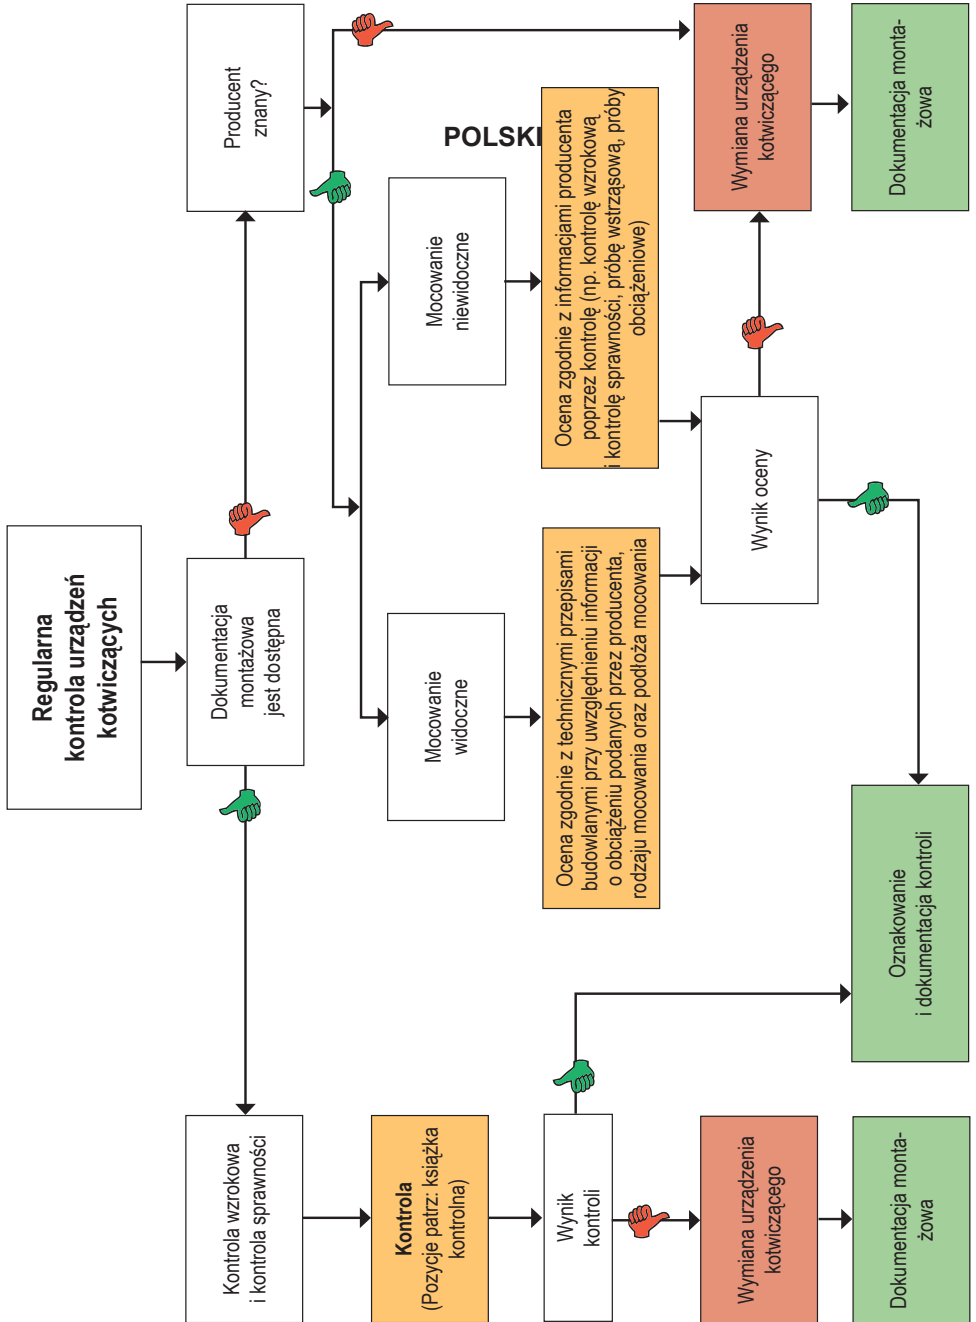 POLSKI
Regularna
kontrola urządzeń
kotwiczących
Dokumentacja
montażowa
jest dostępna
Kontrola wzrokowa
i kontrola sprawności
Kontrola
(Pozycje patrz: książka
kontrolna)
Wynik
kontroli
Wymiana urządzenia
kotwiczącego
Dokumentacja monta-
żowa
Oznakowanie
i dokumentacja kontroli
Producent
znany?
Mocowanie
widoczne
Mocowanie
niewidoczne
Ocena zgodnie z technicznymi przepisami
budowlanymi przy uwzględnieniu informacji
o obciążeniu podanych przez producenta,
rodzaju mocowania oraz podłoża mocowania
Ocena zgodnie z informacjami producenta
poprzez kontrolę (np. kontrolę wzrokową
i kontrolę sprawności, próbę wstrząsową, próby
obciążeniowe)
Wynik oceny
Wymiana urządzenia
kotwiczącego
Dokumentacja monta-
żowa